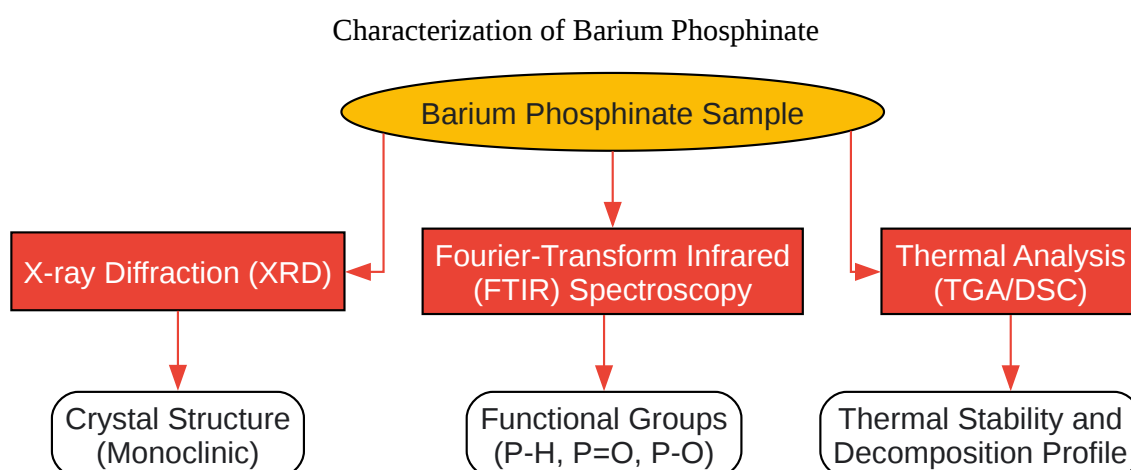 Characterization of Barium Phosphinate
Barium Phosphinate Sample
X-ray Diffraction (XRD)
Fourier-Transform Infrared
(FTIR) Spectroscopy
Thermal Analysis
(TGA/DSC)
Crystal Structure
(Monoclinic)
Functional Groups
(P-H, P=O, P-O)
Thermal Stability and
Decomposition Profile